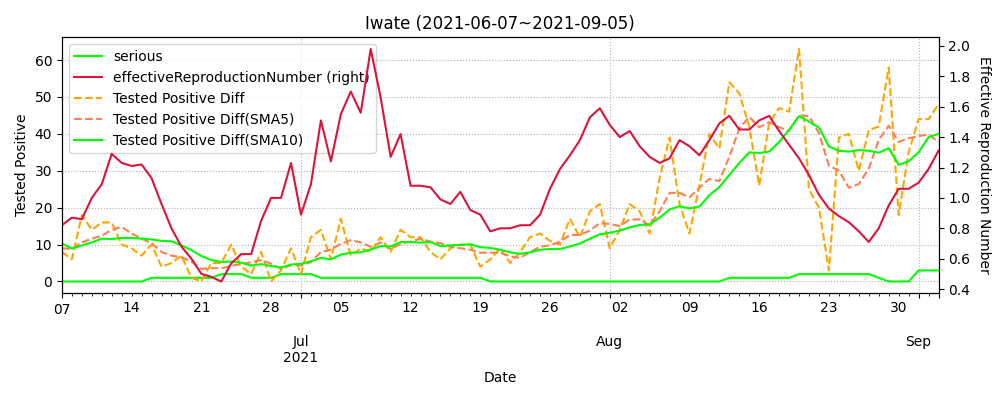 Iwate (2021-06-07~2021-09-05)
serious
effectiveReproductionNumber (right)
Tested Positive Diff
Tested Positive Diff(SMA5)
Tested Positive Diff(SMA10)
Tested Positive
60
50
40
30
20
10
0
2.0
1.8
1.6
1.4
1.2
1.0
0.8
0.6
0.4
Effective Reproduction Number
07 14 21 28 05 12 19 26 02 09 16 23 30
Jul Aug Sep
2021
Date